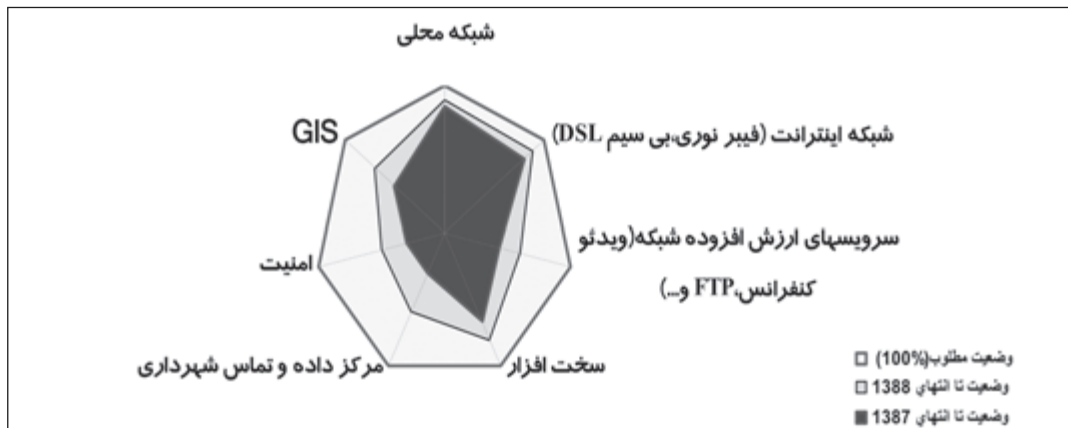 شبکه محلی
شبکه اینترانت (فیبر نوری،بی سیم DSL)
سرویسهای ارزش افزوده شبکه(ویدئو
کنفرانس،FTP و...)
سخت افزار
مرکز داده و تماس شهرداری
امنیت
GIS
وضعیت مطلوب(100%)
وضعیت تا انتهای 1388
وضعیت تا انتهای 1387